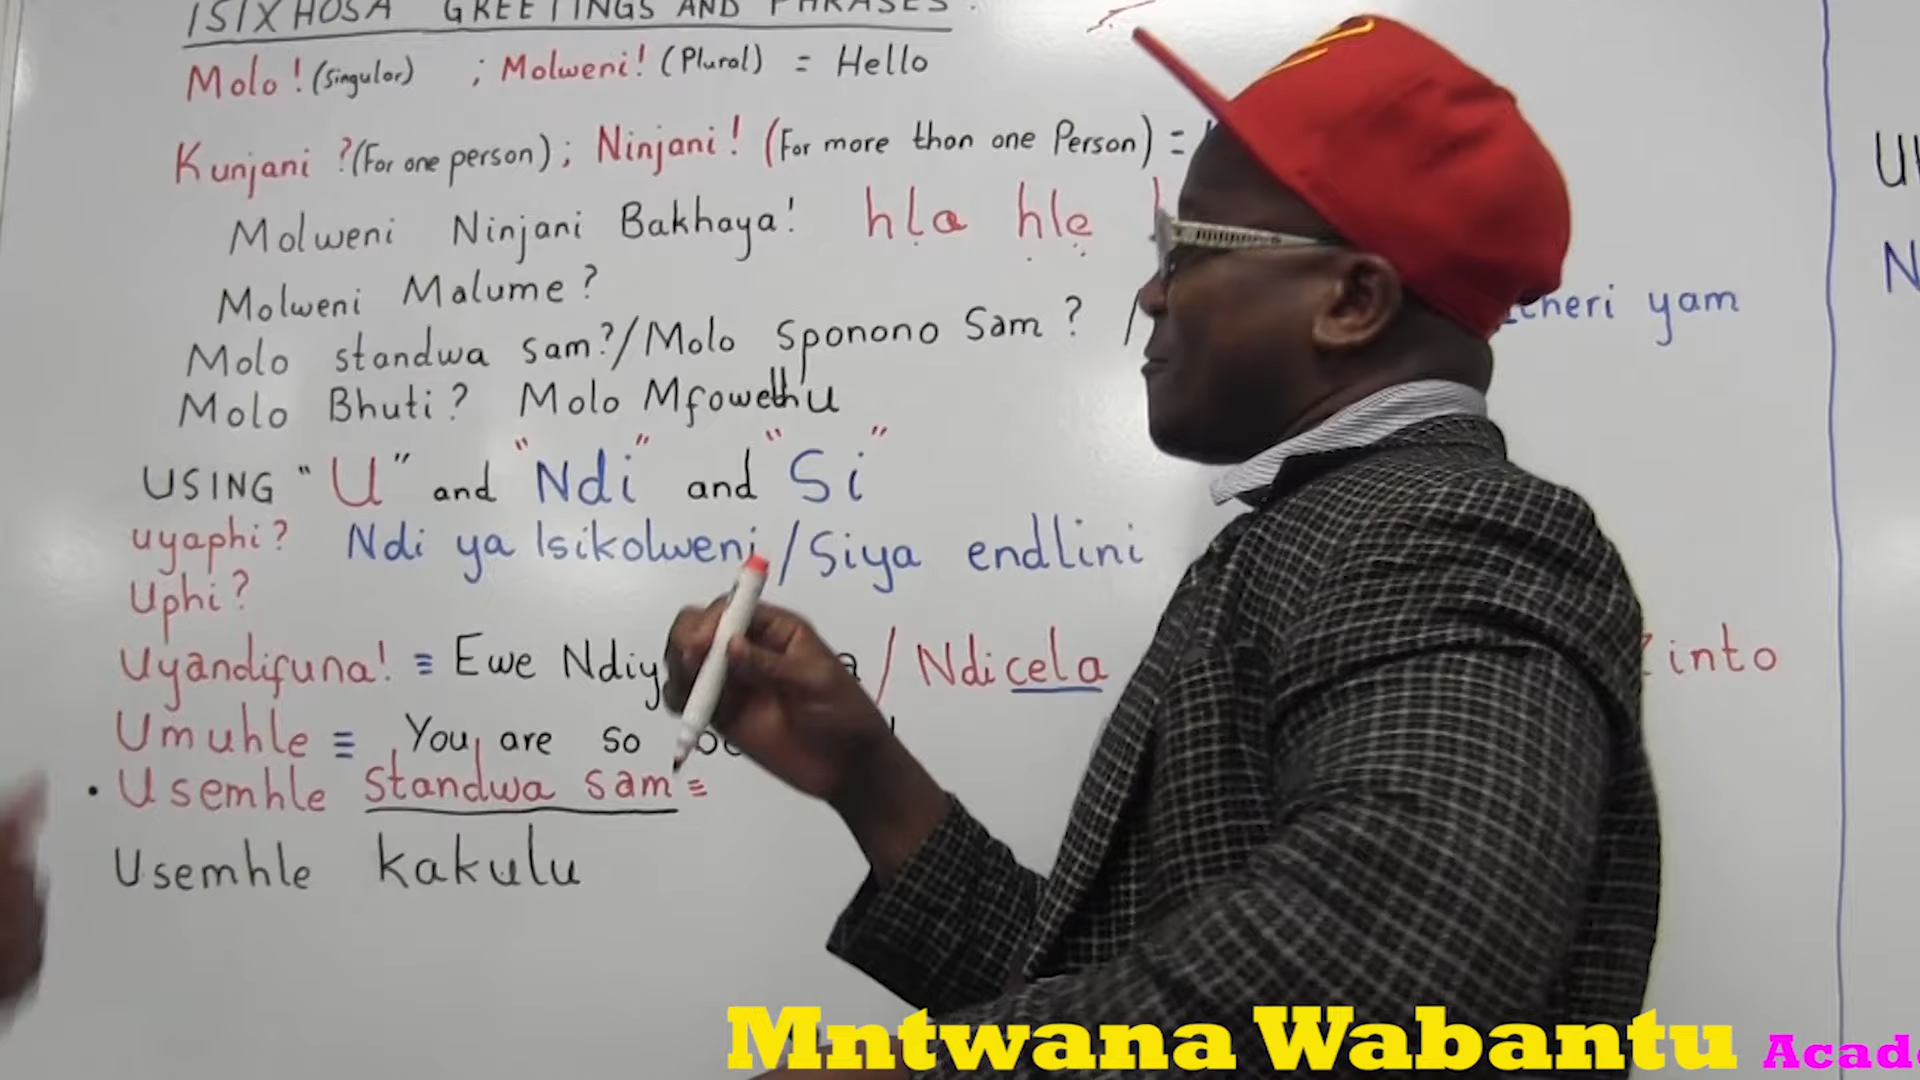 ISIXHOSA GREETINGS AND PHRASES:
Molo! (Singular) ; Molweni! (Plural) = Hello
Kunjani ?(For one person); Ninjani! (For more than one Person) =
Molweni Ninjani Bakhaya! hla hle
Molweni Malume?
Molo standwa sam?/Molo Sponono Sam? / yam
Molo Bhuti? Molo Mfowethu
USING "U" and "Ndi" and "Si"
uyaphi? Ndi ya Isikolweni /Siya endlini
Uphi?
Uyandifuna! ≡ Ewe / Ndicela into
Umuhle ≡ You are so
• Usemhle standwa sam ≡
Usemhle kakulu
Mntwana Wabantu